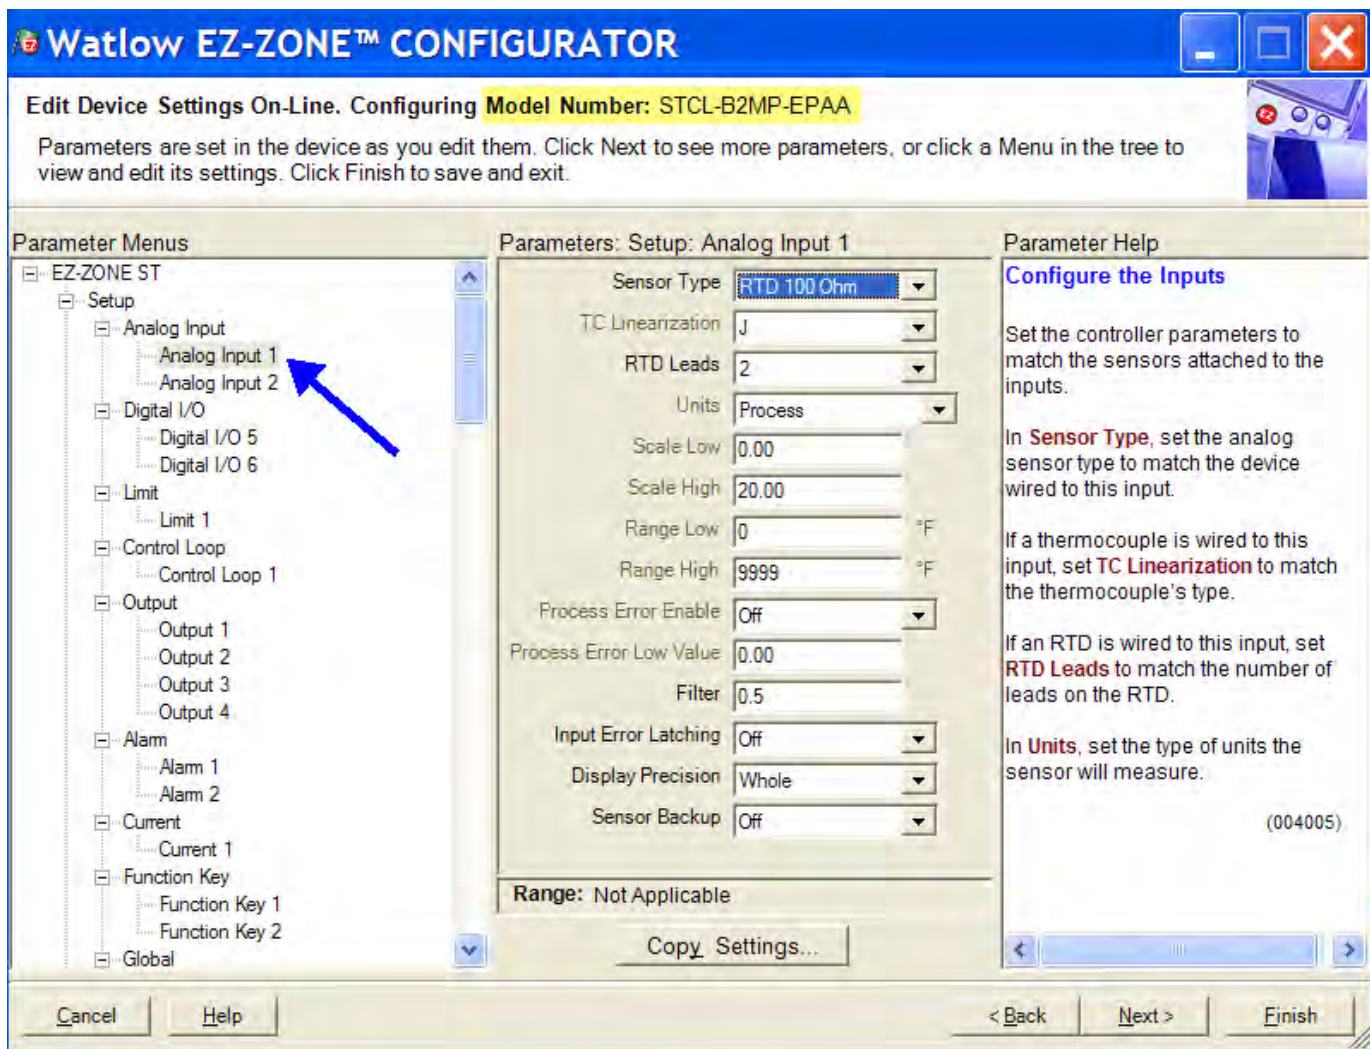 Watlow EZ-ZONE™ CONFIGURATOR
Edit Device Settings On-Line. Configuring Model Number: STCL-B2MP-EPAA
Parameters are set in the device as you edit them. Click Next to see more parameters, or click a Menu in the tree to
view and edit its settings. Click Finish to save and exit.
Parameter Menus
EZ-ZONE ST
Setup
Analog Input
Analog Input 1
Analog Input 2
Digital I/O
Digital I/O 5
Digital I/O 6
Limit
Limit 1
Control Loop
Control Loop 1
Output
Output 1
Output 2
Output 3
Output 4
Alarm
Alarm 1
Alarm 2
Current
Current 1
Function Key
Function Key 1
Function Key 2
Global
Parameters: Setup: Analog Input 1
Sensor Type RTD 100 Ohm
TC Linearization J
RTD Leads 2
Units Process
Scale Low 0.00
Scale High 20.00
Range Low 0 °F
Range High 9999 °F
Process Error Enable Off
Process Error Low Value 0.00
Filter 0.5
Input Error Latching Off
Display Precision Whole
Sensor Backup Off
Range: Not Applicable
Copy Settings...
Parameter Help
Configure the Inputs
Set the controller parameters to
match the sensors attached to the
inputs.
In Sensor Type, set the analog
sensor type to match the device
wired to this input.
If a thermocouple is wired to this
input, set TC Linearization to match
the thermocouple's type.
If an RTD is wired to this input, set
RTD Leads to match the number of
leads on the RTD.
In Units, set the type of units the
sensor will measure.
(004005)
Cancel
Help
< Back
Next >
Finish